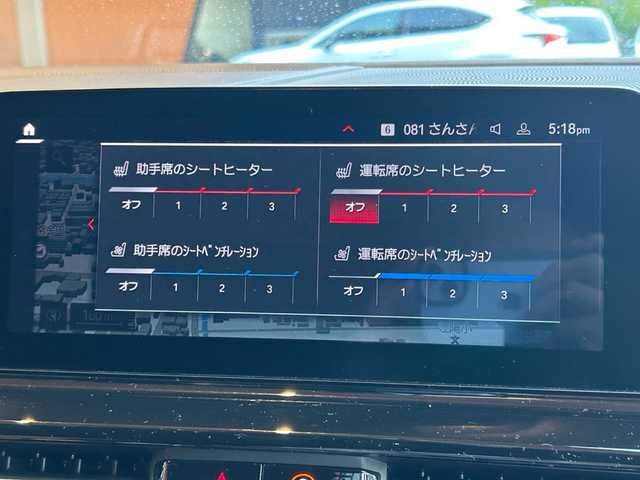 6 081 さんさん 5:18pm
助手席のシートヒーター
オフ 1 2 3
運転席のシートヒーター
オフ 1 2 3
助手席のシートベンチレーション
オフ 1 2 3
運転席のシートベンチレーション
オフ 1 2 3
100m